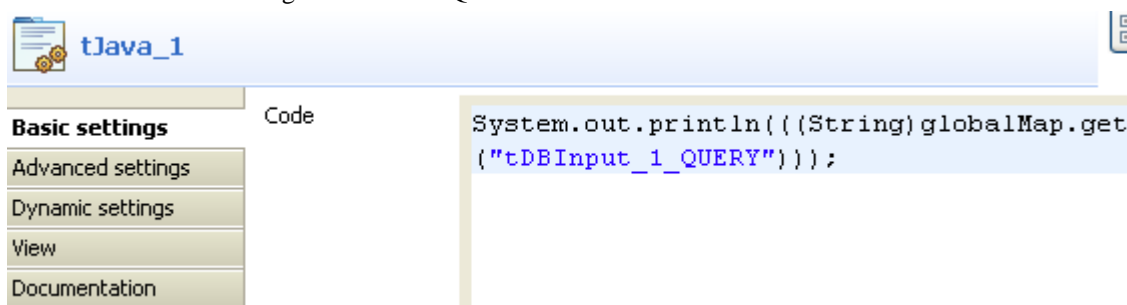 tJava_1
Basic settings
Advanced settings
Dynamic settings
View
Documentation
Code
System.out.println(((String)globalMap.get
("tDBInput_1_QUERY")));